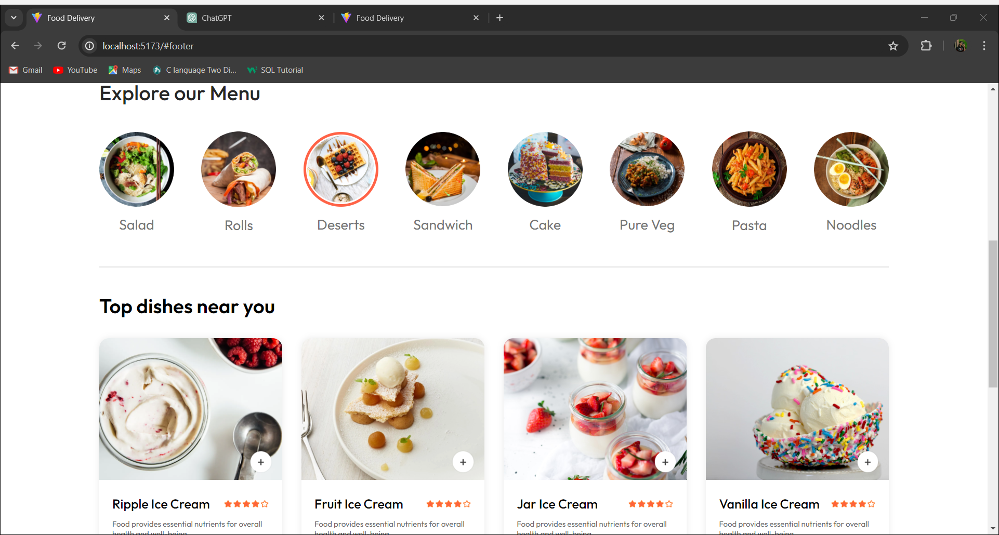 Food Delivery
ChatGPT
Food Delivery
localhost:5173/#footer
Gmail
YouTube
Maps
C language Two Di...
SQL Tutorial
Explore our Menu
Salad
Rolls
Deserts
Sandwich
Cake
Pure Veg
Pasta
Noodles
Top dishes near you
+
+
+
+
Ripple Ice Cream
Food provides essential nutrients for overall
health and well-being
Fruit Ice Cream
Food provides essential nutrients for overall
health and well-being
Jar Ice Cream
Food provides essential nutrients for overall
health and well-being
Vanilla Ice Cream
Food provides essential nutrients for overall
health and well-being